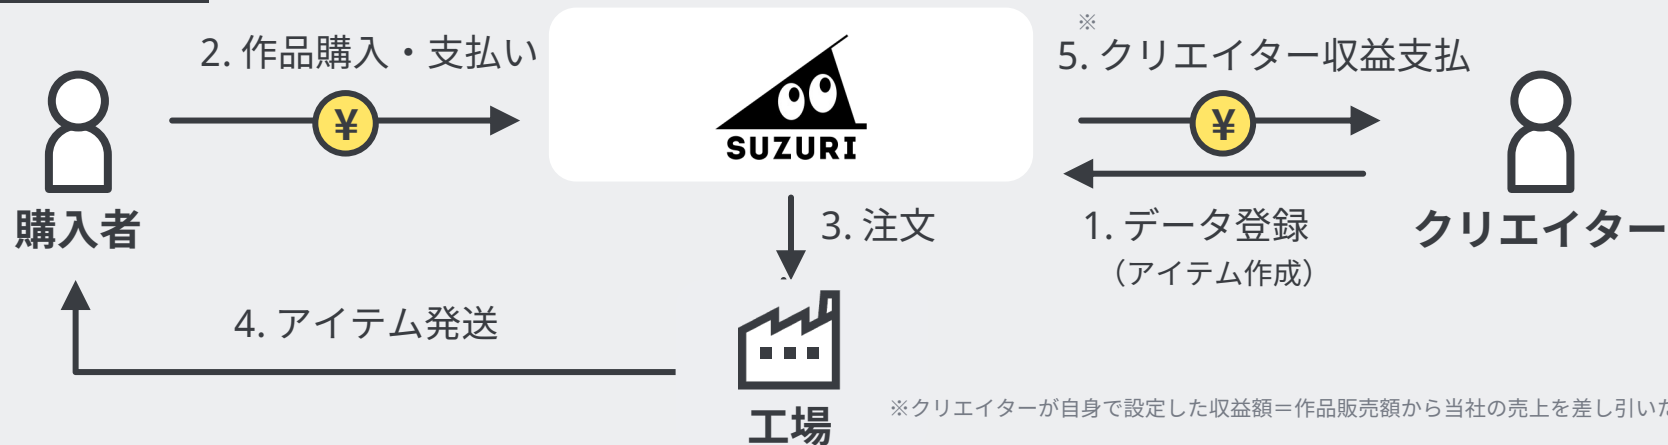 2. 作品購入・支払い
¥
SUZURI
※
5. クリエイター収益支払
¥
購入者
3. 注文
1. データ登録
（アイテム作成）
クリエイター
4. アイテム発送
工場
※クリエイターが自身で設定した収益額＝作品販売額から当社の売上を差し引いた